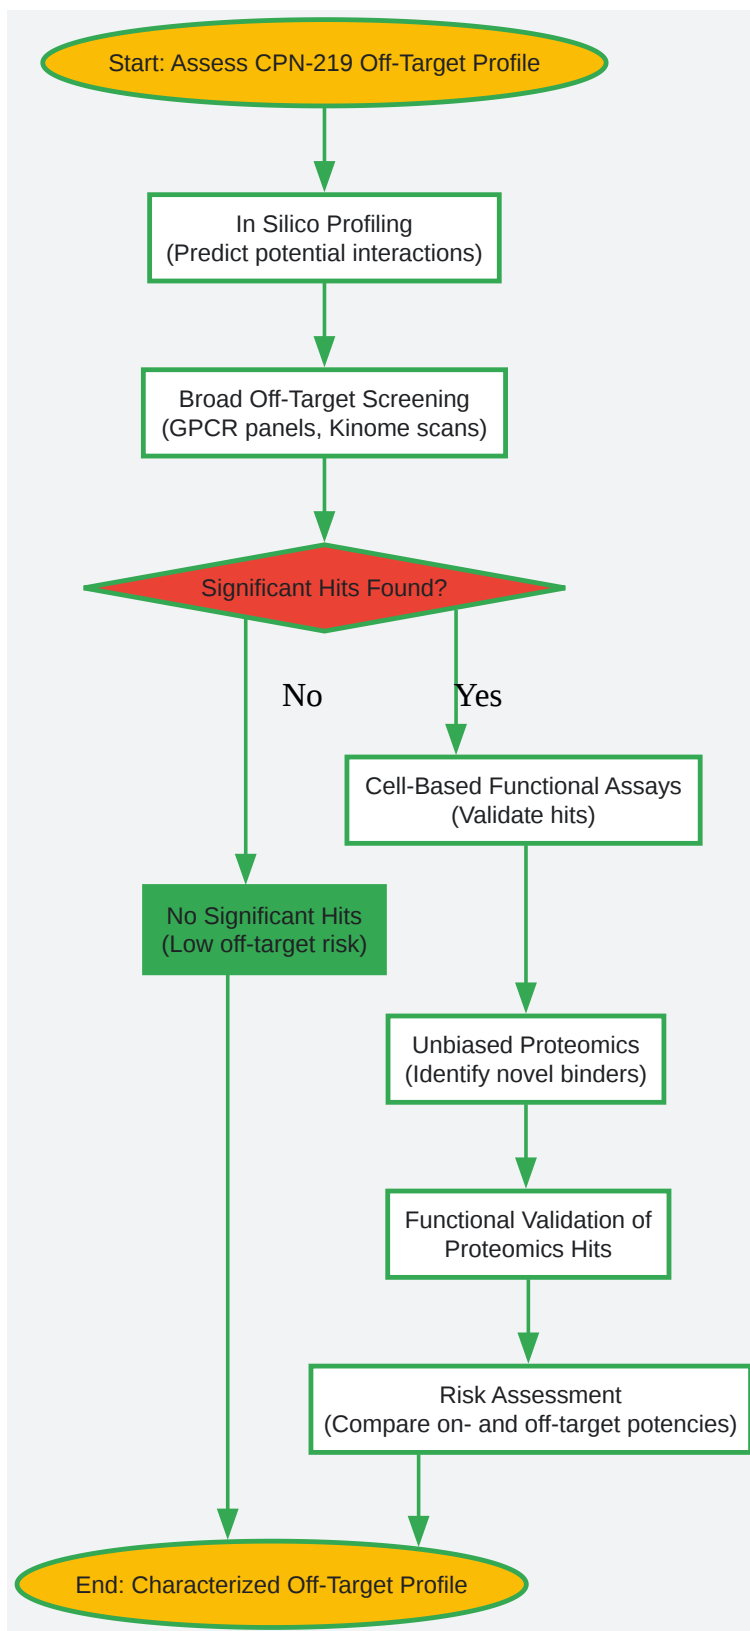 Start: Assess CPN-219 Off-Target Profile
In Silico Profiling
(Predict potential interactions)
Broad Off-Target Screening
(GPCR panels, Kinome scans)
Significant Hits Found?
No
Yes
Cell-Based Functional Assays
(Validate hits)
No Significant Hits
(Low off-target risk)
Unbiased Proteomics
(Identify novel binders)
Functional Validation of
Proteomics Hits
Risk Assessment
(Compare on- and off-target potencies)
End: Characterized Off-Target Profile